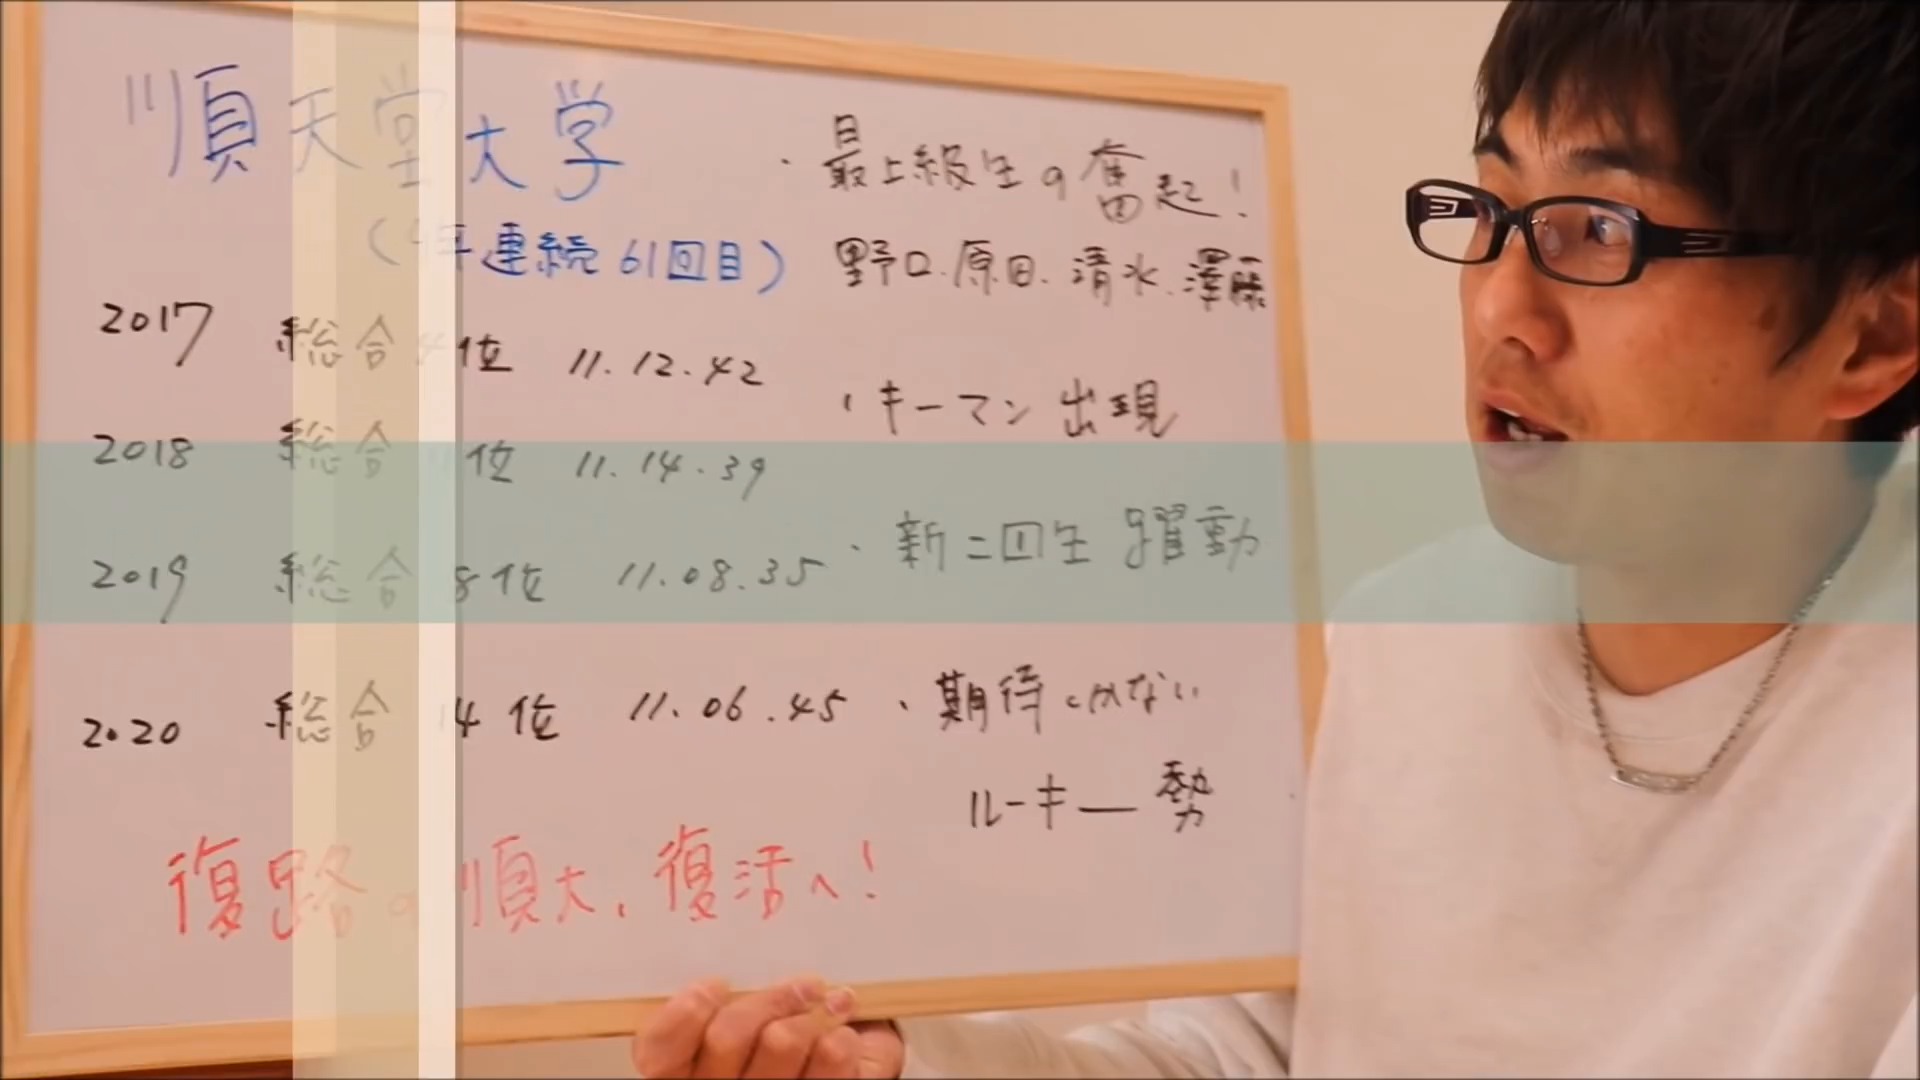 順天堂大学
年連続 61回目)
2017 総合4位 11.12.42
2018 総合 位 11.14.39
2019 総合8位 11.08.35
2020 総合14位 11.06.45
復路の順大、復活へ!
・最上級生の奮起!
野口.原田.清水.澤藤
・キーマン出現
・新二回生躍動
・期待しかない
ルーキー勢